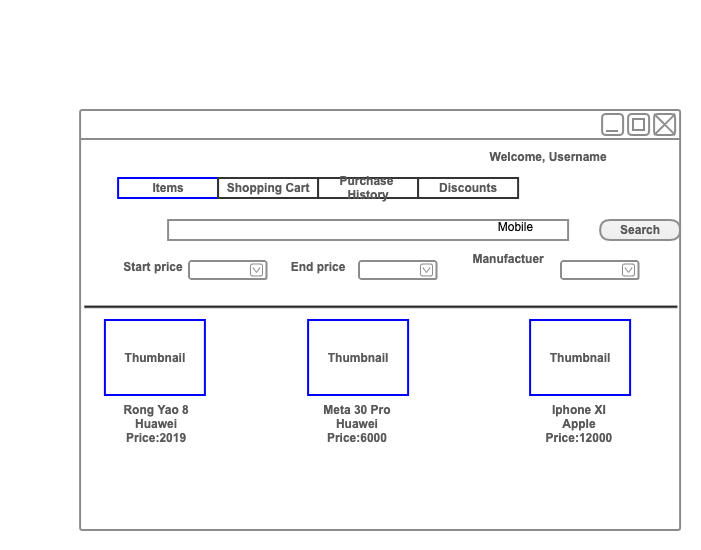 Welcome, Username
Items Shopping Cart Purchase History Discounts
Mobile Search
Start price End price Manufactuer
Thumbnail Thumbnail Thumbnail
Rong Yao 8 Meta 30 Pro Iphone XI
Huawei Huawei Apple
Price:2019 Price:6000 Price:12000